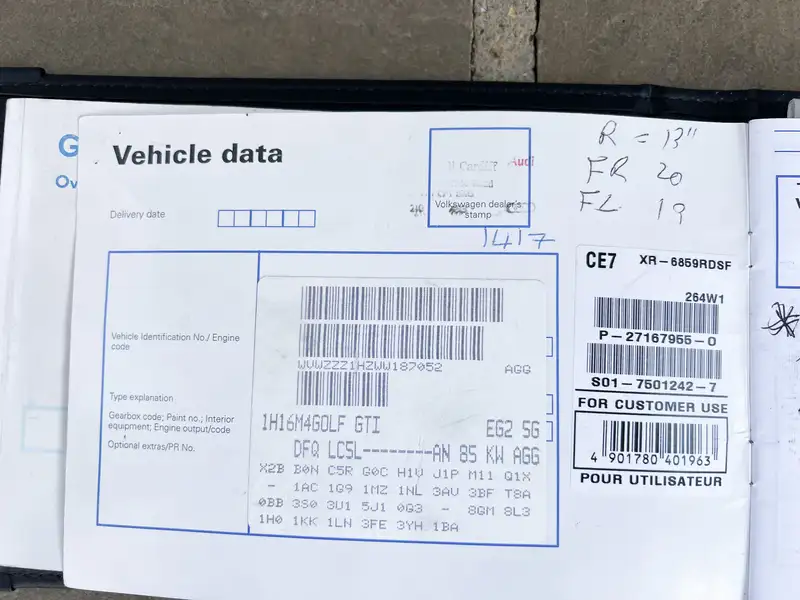 G
Ov
Vehicle data
Audi
Volkswagen dealer's
stamp
Delivery date
1417
R = 13"
FR 20
FL 19
Vehicle Identification No./ Engine
code
WVWZZZ1HZWW187052 AGG
Type explanation
1H16M4GOLF GTI EG2 5G
Gearbox code; Paint no.; Interior
equipment; Engine output/code
DFQ LC5L--------AN 85 KW AGG
Optional extras/PR No.
X2B B0N C5R G0C H1V J1P M11 Q1X
- 1AC 1G9 1MZ 1NL 3AU 3BF T8A
0BB 3S0 3U1 5J1 0G3 - 8GM 8L3
1H0 1KK 1LN 3FE 3YH 1BA
CE7 XR-6859RDSF
264W1
P-27167955-0
S01-7501242-7
FOR CUSTOMER USE
4 901780 401963
POUR UTILISATEUR